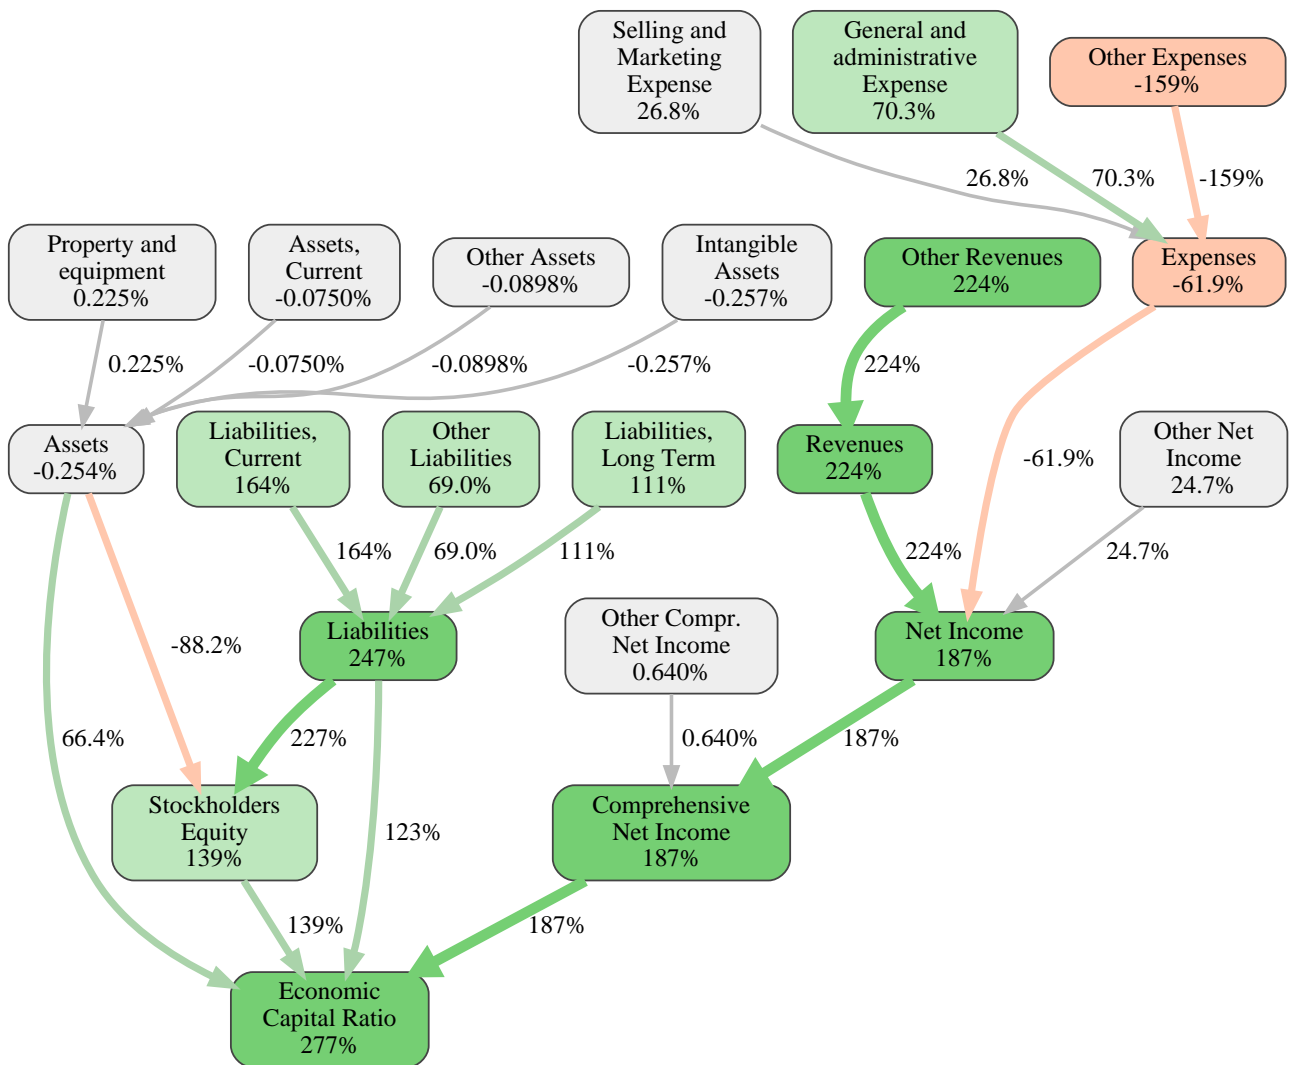 Selling and
Marketing
Expense
26.8%
General and
administrative
Expense
70.3%
Other Expenses
-159%
26.8%
70.3%
-159%
Property and
equipment
0.225%
Assets,
Current
-0.0750%
Other Assets
-0.0898%
Intangible
Assets
-0.257%
Other Revenues
224%
Expenses
-61.9%
0.225%
-0.0750%
-0.0898%
-0.257%
224%
Assets
-0.254%
Liabilities,
Current
164%
Other
Liabilities
69.0%
Liabilities,
Long Term
111%
Revenues
224%
-61.9%
Other Net
Income
24.7%
164%
69.0%
111%
224%
24.7%
-88.2%
Liabilities
247%
Other Compr.
Net Income
0.640%
Net Income
187%
66.4%
227%
0.640%
187%
Stockholders
Equity
139%
123%
Comprehensive
Net Income
187%
139%
187%
Economic
Capital Ratio
277%